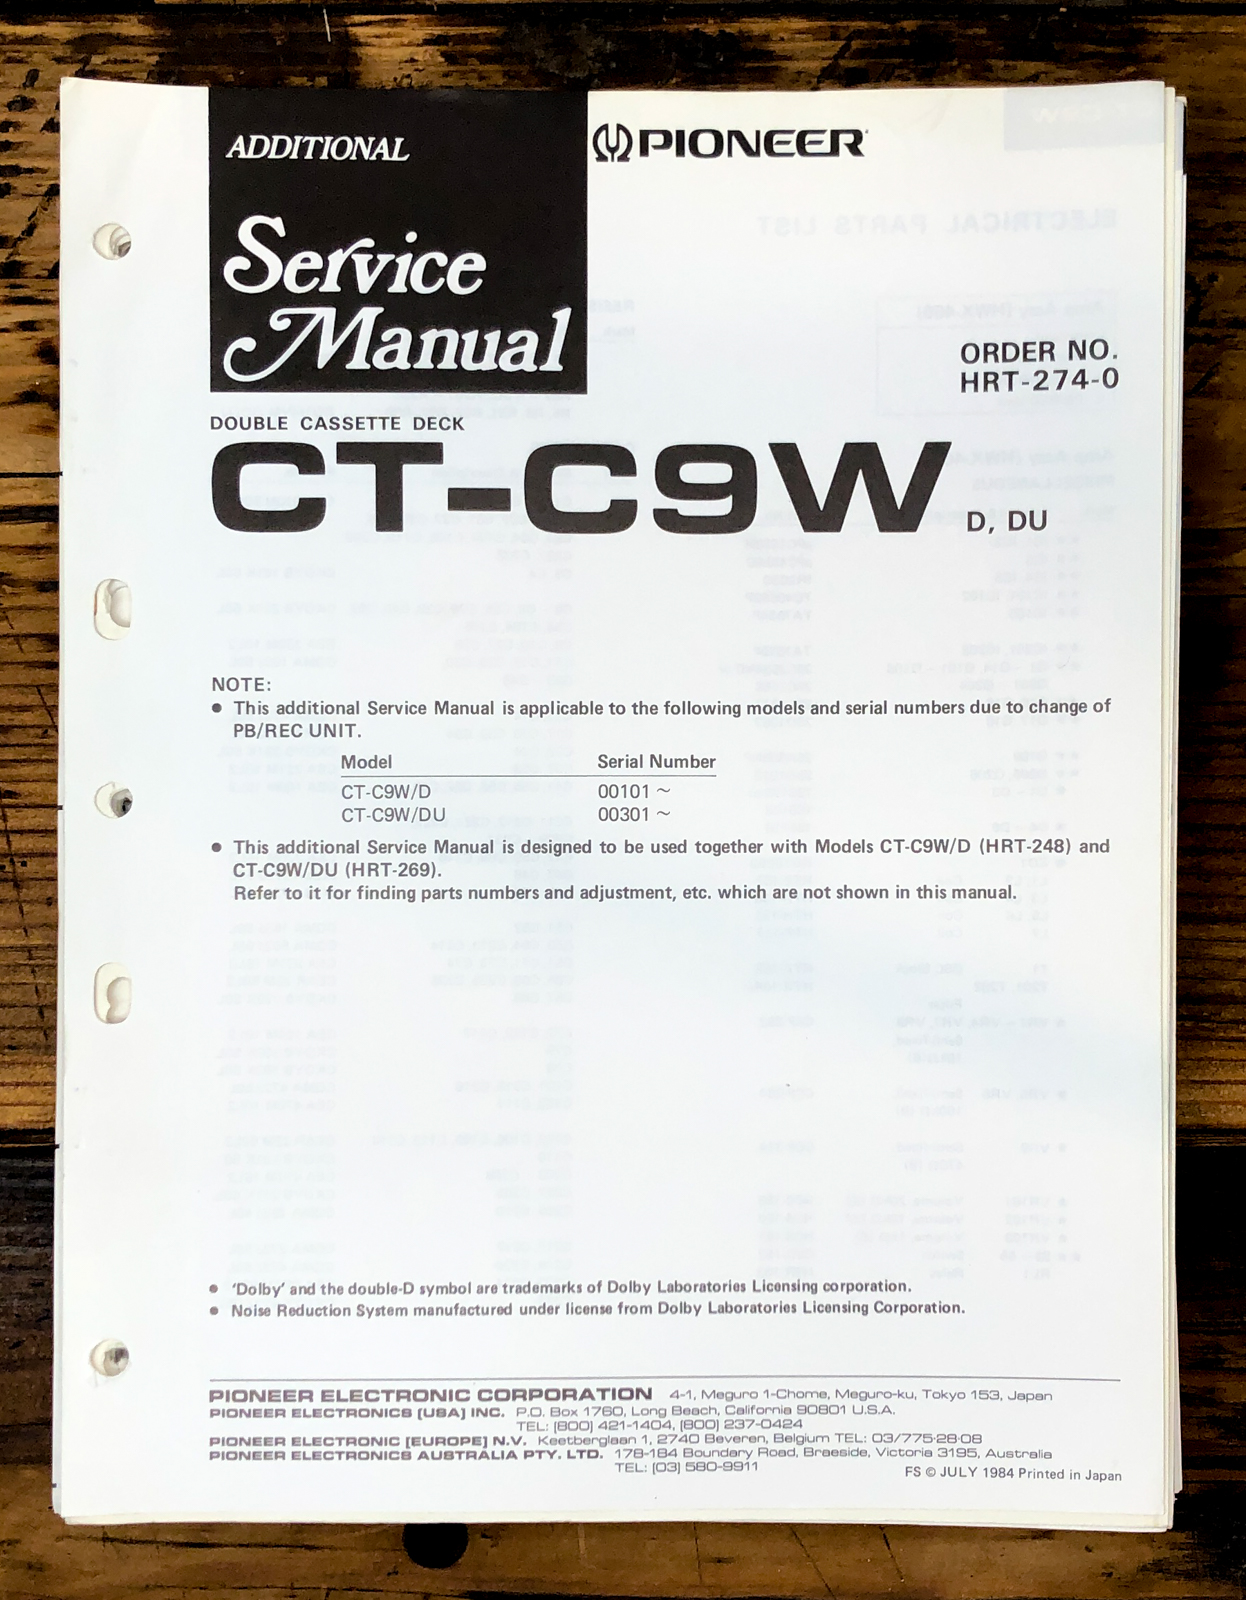 ADDITIONAL
Service
Manual
PIONEER
ORDER NO.
HRT-274-0
DOUBLE CASSETTE DECK
CT-C9W D, DU
NOTE:
● This additional Service Manual is applicable to the following models and serial numbers due to change of
PB/REC UNIT.
Model Serial Number
CT-C9W/D 00101 ~
CT-C9W/DU 00301 ~
● This additional Service Manual is designed to be used together with Models CT-C9W/D (HRT-248) and
CT-C9W/DU (HRT-269).
Refer to it for finding parts numbers and adjustment, etc. which are not shown in this manual.
● 'Dolby' and the double-D symbol are trademarks of Dolby Laboratories Licensing corporation.
● Noise Reduction System manufactured under license from Dolby Laboratories Licensing Corporation.
PIONEER ELECTRONIC CORPORATION 4-1, Meguro 1-Chome, Meguro-ku, Tokyo 153, Japan
PIONEER ELECTRONICS (USA) INC. P.O. Box 1760, Long Beach, California 90801 U.S.A.
TEL: (800) 421-1404, (800) 237-0424
PIONEER ELECTRONIC [EUROPE] N.V. Keetberglaan 1, 2740 Beveren, Belgium TEL: 03/775·28·08
PIONEER ELECTRONICS AUSTRALIA PTY. LTD. 178-184 Boundary Road, Braeside, Victoria 3195, Australia
TEL: (03) 580-9911
FS © JULY 1984 Printed in Japan